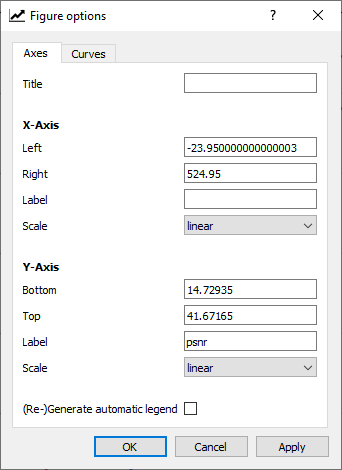 Figure options
?
Axes
Curves
Title
X-Axis
Left
-23.950000000000003
Right
524.95
Label
Scale
linear
Y-Axis
Bottom
14.72935
Top
41.67165
Label
psnr
Scale
linear
(Re-)Generate automatic legend
OK
Cancel
Apply